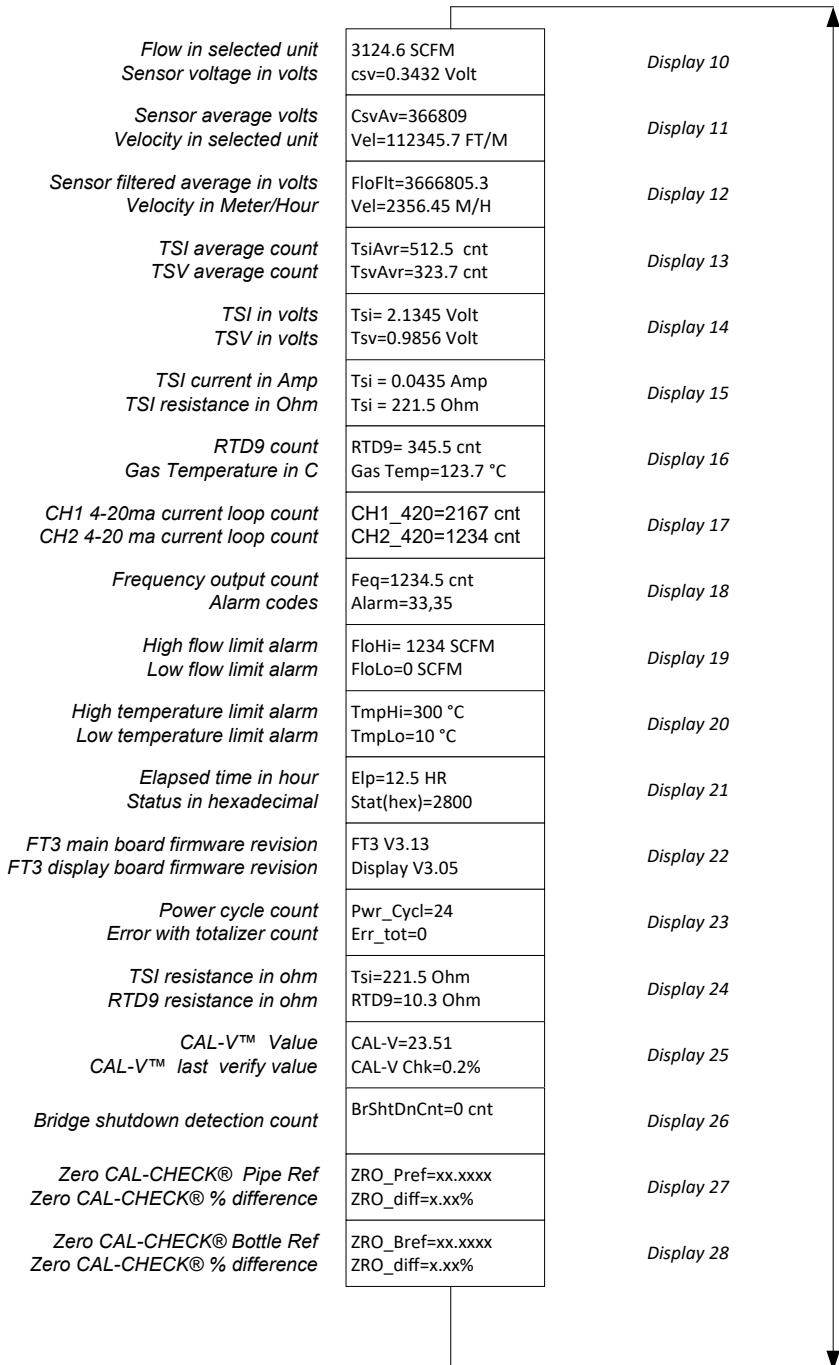 Flow in selected unit 3124.6 SCFM
Sensor voltage in volts csv=0.3432 Volt
Display 10
Sensor average volts CsvAv=366809
Velocity in selected unit Vel=112345.7 FT/M
Display 11
Sensor filtered average in volts FloFlt=3666805.3
Velocity in Meter/Hour Vel=2356.45 M/H
Display 12
TSI average count TsiAvr=512.5 cnt
TSV average count TsvAvr=323.7 cnt
Display 13
TSI in volts Tsi= 2.1345 Volt
TSV in volts Tsv=0.9856 Volt
Display 14
TSI current in Amp Tsi = 0.0435 Amp
TSI resistance in Ohm Tsi = 221.5 Ohm
Display 15
RTD9 count RTD9= 345.5 cnt
Gas Temperature in C Gas Temp=123.7 °C
Display 16
CH1 4-20ma current loop count CH1_420=2167 cnt
CH2 4-20 ma current loop count CH2_420=1234 cnt
Display 17
Frequency output count Feq=1234.5 cnt
Alarm codes Alarm=33,35
Display 18
High flow limit alarm FloHi= 1234 SCFM
Low flow limit alarm FloLo=0 SCFM
Display 19
High temperature limit alarm TmpHi=300 °C
Low temperature limit alarm TmpLo=10 °C
Display 20
Elapsed time in hour Elp=12.5 HR
Status in hexadecimal Stat(hex)=2800
Display 21
FT3 main board firmware revision FT3 V3.13
FT3 display board firmware revision Display V3.05
Display 22
Power cycle count Pwr_Cycl=24
Error with totalizer count Err_tot=0
Display 23
TSI resistance in ohm Tsi=221.5 Ohm
RTD9 resistance in ohm RTD9=10.3 Ohm
Display 24
CAL-V™ Value CAL-V=23.51
CAL-V™ last verify value CAL-V Chk=0.2%
Display 25
Bridge shutdown detection count BrShtDnCnt=0 cnt
Display 26
Zero CAL-CHECK® Pipe Ref ZRO_Pref=xx.xxxx
Zero CAL-CHECK® % difference ZRO_diff=x.xx%
Display 27
Zero CAL-CHECK® Bottle Ref ZRO_Bref=xx.xxxx
Zero CAL-CHECK® % difference ZRO_diff=x.xx%
Display 28